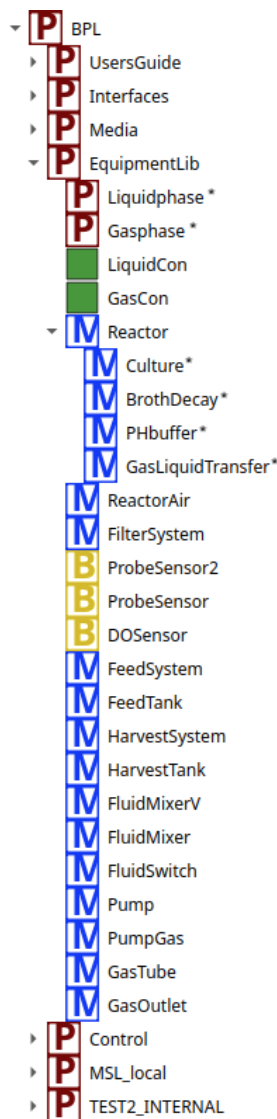 P BPL
P UsersGuide
P Interfaces
P Media
P EquipmentLib
P Liquidphase*
P Gasphase*
LiquidCon
GasCon
M Reactor
M Culture*
M BrothDecay*
M PHbuffer*
M GasLiquidTransfer*
M ReactorAir
M FilterSystem
B ProbeSensor2
B ProbeSensor
B DOSensor
M FeedSystem
M FeedTank
M HarvestSystem
M HarvestTank
M FluidMixerV
M FluidMixer
M FluidSwitch
M Pump
M PumpGas
M GasTube
M GasOutlet
P Control
P MSL_local
P TEST2_INTERNAL